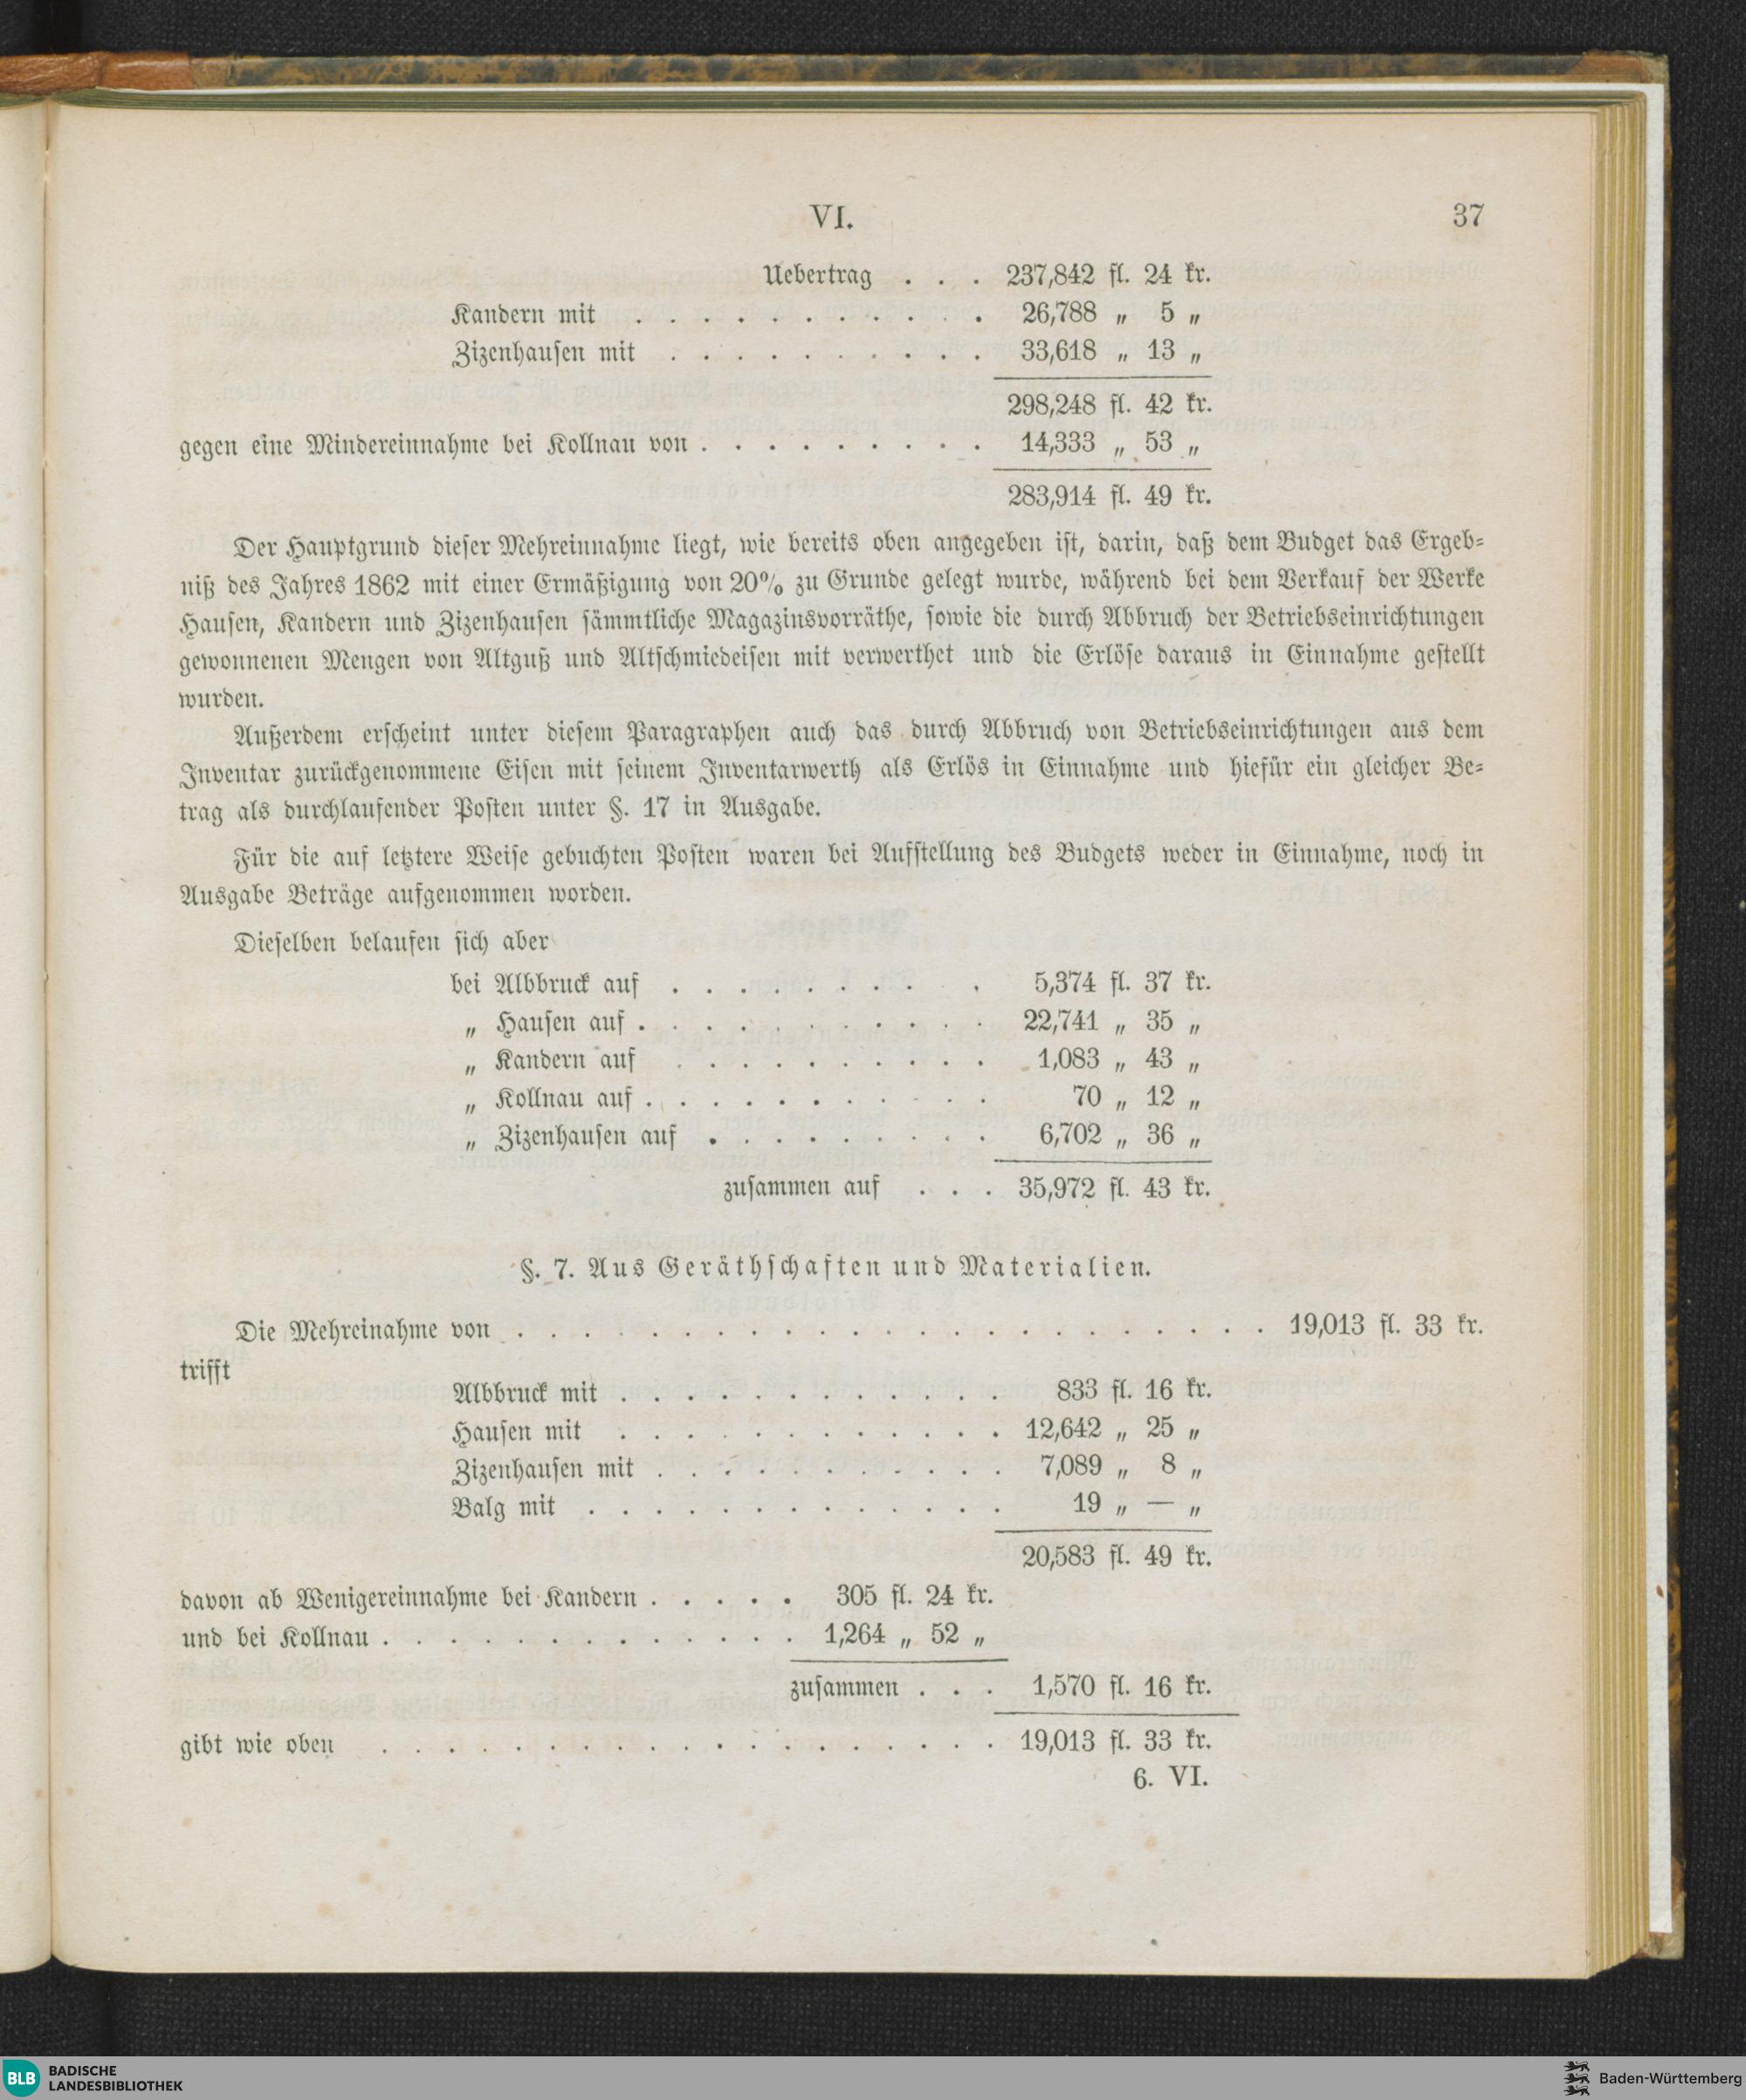 VI.
37
Uebertrag . . . 237,842 fl. 24 kr.
Kandern mit . . . . . . . . . . . 26,788 „ 5 „
Zizenhausen mit . . . . . . . . . . 33,618 „ 13 „
298,248 fl. 42 kr.
gegen eine Mindereinnahme bei Kollnau von . . . . . . . . . 14,333 „ 53 „
283,914 fl. 49 kr.
Der Hauptgrund dieser Mehreinnahme liegt, wie bereits oben angegeben ist, darin, daß dem Budget das Ergeb-
niß des Jahres 1862 mit einer Ermäßigung von 20% zu Grunde gelegt wurde, während bei dem Verkauf der Werke
Hausen, Kandern und Zizenhausen sämmtliche Magazinsvorräthe, sowie die durch Abbruch der Betriebseinrichtungen
gewonnenen Mengen von Altguß und Altschmiedeisen mit verwerthet und die Erlöse daraus in Einnahme gestellt
wurden.
Außerdem erscheint unter diesem Paragraphen auch das durch Abbruch von Betriebseinrichtungen aus dem
Inventar zurückgenommene Eisen mit seinem Inventarwerth als Erlös in Einnahme und hiefür ein gleicher Be-
trag als durchlaufender Posten unter §. 17 in Ausgabe.
Für die auf letztere Weise gebuchten Posten waren bei Aufstellung des Budgets weder in Einnahme, noch in
Ausgabe Beträge aufgenommen worden.
Dieselben belaufen sich aber
bei Albbruck auf . . . . . . . . . 5,374 fl. 37 kr.
„ Hausen auf . . . . . . . . . . . 22,741 „ 35 „
„ Kandern auf . . . . . . . . . . 1,083 „ 43 „
„ Kollnau auf . . . . . . . . . . . 70 „ 12 „
„ Zizenhausen auf . . . . . . . . . 6,702 „ 36 „
zusammen auf . . . 35,972 fl. 43 kr.
§. 7. Aus Geräthschaften und Materialien.
Die Mehreinahme von . . . . . . . . . . . . . . . . . . . . . . . 19,013 fl. 33 kr.
trifft
Albbruck mit . . . . . . . . . . . . 833 fl. 16 kr.
Hausen mit . . . . . . . . . . . . 12,642 „ 25 „
Zizenhausen mit . . . . . . . . . . . 7,089 „ 8 „
Balg mit . . . . . . . . . . . . . 19 „ — „
20,583 fl. 49 kr.
davon ab Wenigereinnahme bei Kandern . . . . . 305 fl. 24 kr.
und bei Kollnau . . . . . . . . . . . . . 1,264 „ 52 „
zusammen . . . 1,570 fl. 16 kr.
gibt wie oben . . . . . . . . . . . . . . . . . . . 19,013 fl. 33 kr.
6. VI.
BLB BADISCHE
LANDESBIBLIOTHEK
Baden-Württemberg